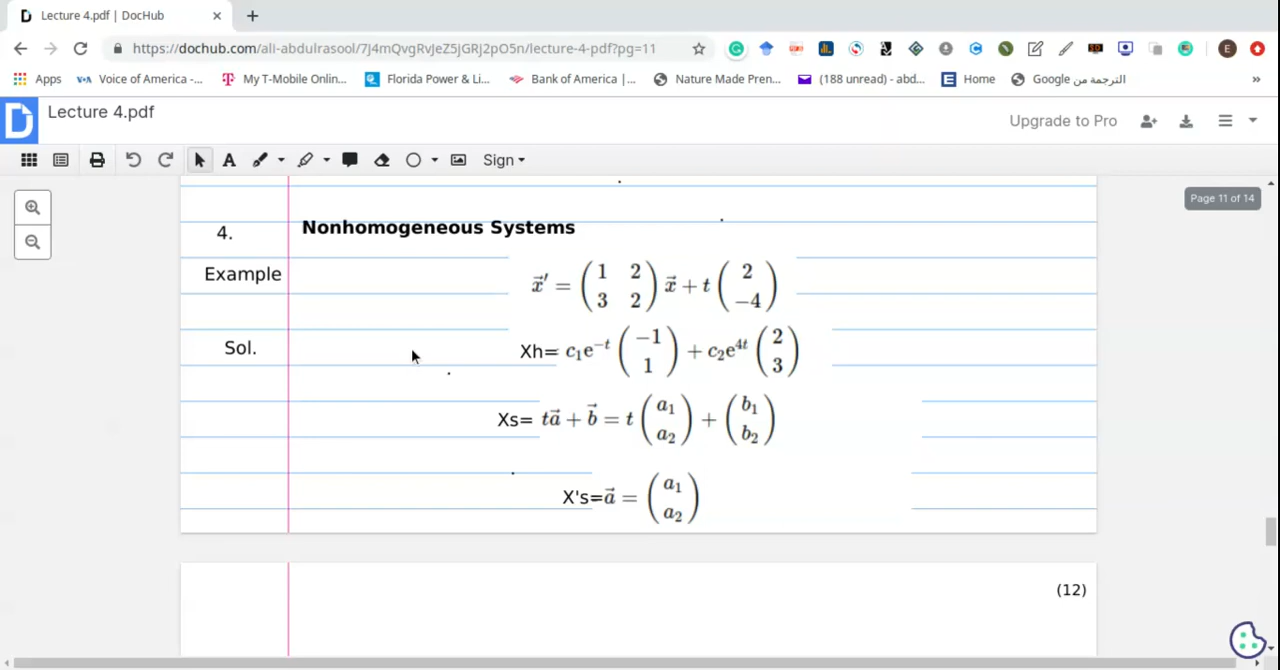 Lecture 4.pdf | DocHub
https://dochub.com/ali-abdulrasool/7J4mQvgRvJeZ5JGRJ2pO5n/lecture-4-pdf?pg=11
E
Apps Voice of America -... My T-Mobile Onlin... Florida Power & Li... Bank of America |... Nature Made Pren... (188 unread) - abd... Home الترجمة من Google »
Lecture 4.pdf
Upgrade to Pro
A Sign
Page 11 of 14
4. Nonhomogeneous Systems
Example x⃗′ = (1 2; 3 2) x⃗ + t (2; −4)
Sol. Xh= c₁e⁻ᵗ (−1; 1) + c₂e⁴ᵗ (2; 3)
Xs= ta⃗ + b⃗ = t (a₁; a₂) + (b₁; b₂)
X's=a⃗ = (a₁; a₂)
(12)